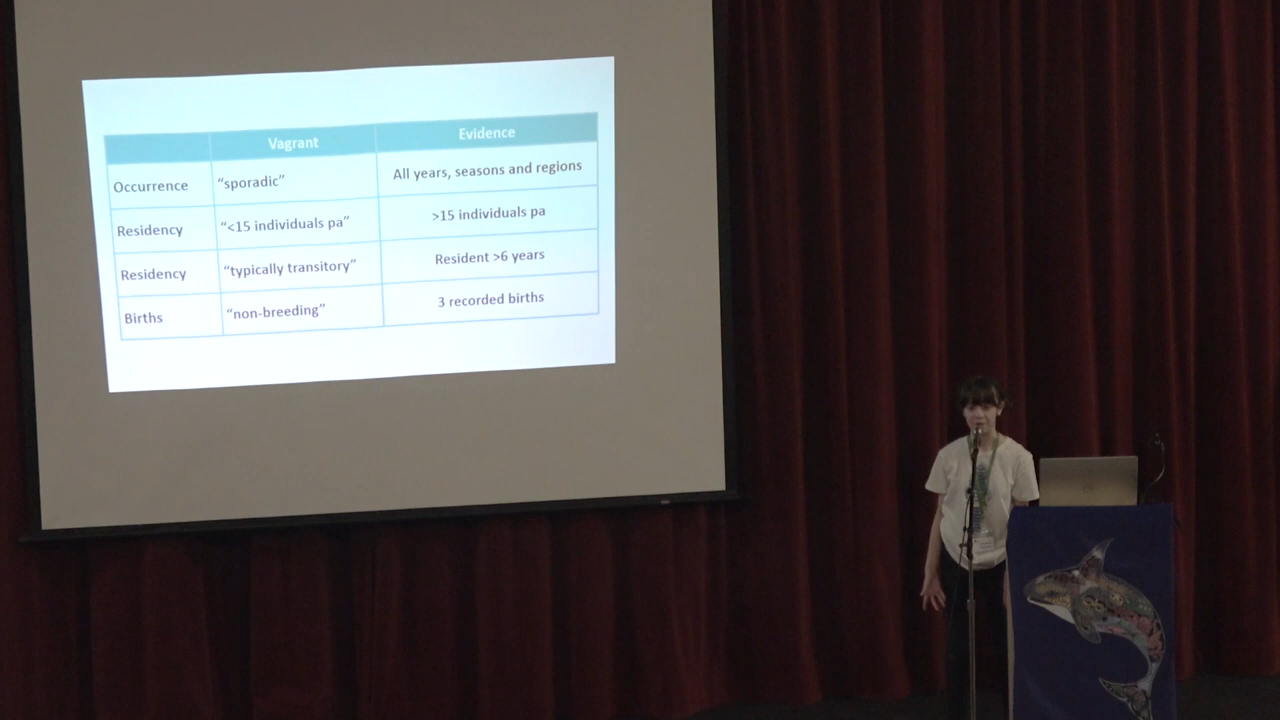 Vagrant Evidence
Occurrence "sporadic" All years, seasons and regions
Residency "<15 individuals pa" >15 individuals pa
Residency "typically transitory" Resident >6 years
Births "non-breeding" 3 recorded births